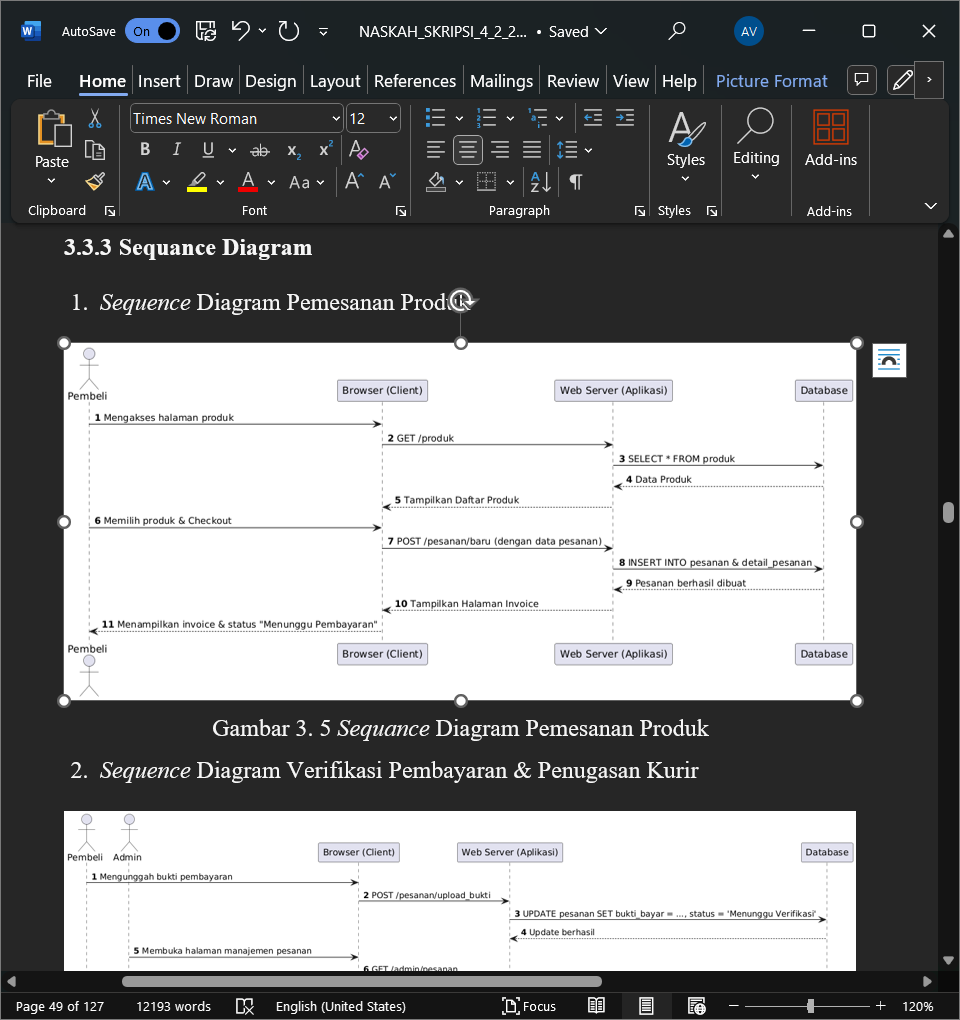 AutoSave On NASKAH_SKRIPSI_4_2_2... • Saved AV
File Home Insert Draw Design Layout References Mailings Review View Help Picture Format
Paste
Clipboard
Times New Roman 12
B I U ab x₂ x² A
A A Aa A A
Font
Paragraph
Styles
Styles
Editing
Add-ins
Add-ins
3.3.3 Sequance Diagram
1. Sequence Diagram Pemesanan Produk
Pembeli Browser (Client) Web Server (Aplikasi) Database
1 Mengakses halaman produk
2 GET /produk
3 SELECT * FROM produk
4 Data Produk
5 Tampilkan Daftar Produk
6 Memilih produk & Checkout
7 POST /pesanan/baru (dengan data pesanan)
8 INSERT INTO pesanan & detail_pesanan
9 Pesanan berhasil dibuat
10 Tampilkan Halaman Invoice
11 Menampilkan invoice & status "Menunggu Pembayaran"
Pembeli Browser (Client) Web Server (Aplikasi) Database
Gambar 3. 5 Sequance Diagram Pemesanan Produk
2. Sequence Diagram Verifikasi Pembayaran & Penugasan Kurir
Pembeli Admin Browser (Client) Web Server (Aplikasi) Database
1 Mengunggah bukti pembayaran
2 POST /pesanan/upload_bukti
3 UPDATE pesanan SET bukti_bayar = ..., status = 'Menunggu Verifikasi'
4 Update berhasil
5 Membuka halaman manajemen pesanan
6 GET /admin/pesanan
Page 49 of 127 12193 words English (United States) Focus 120%